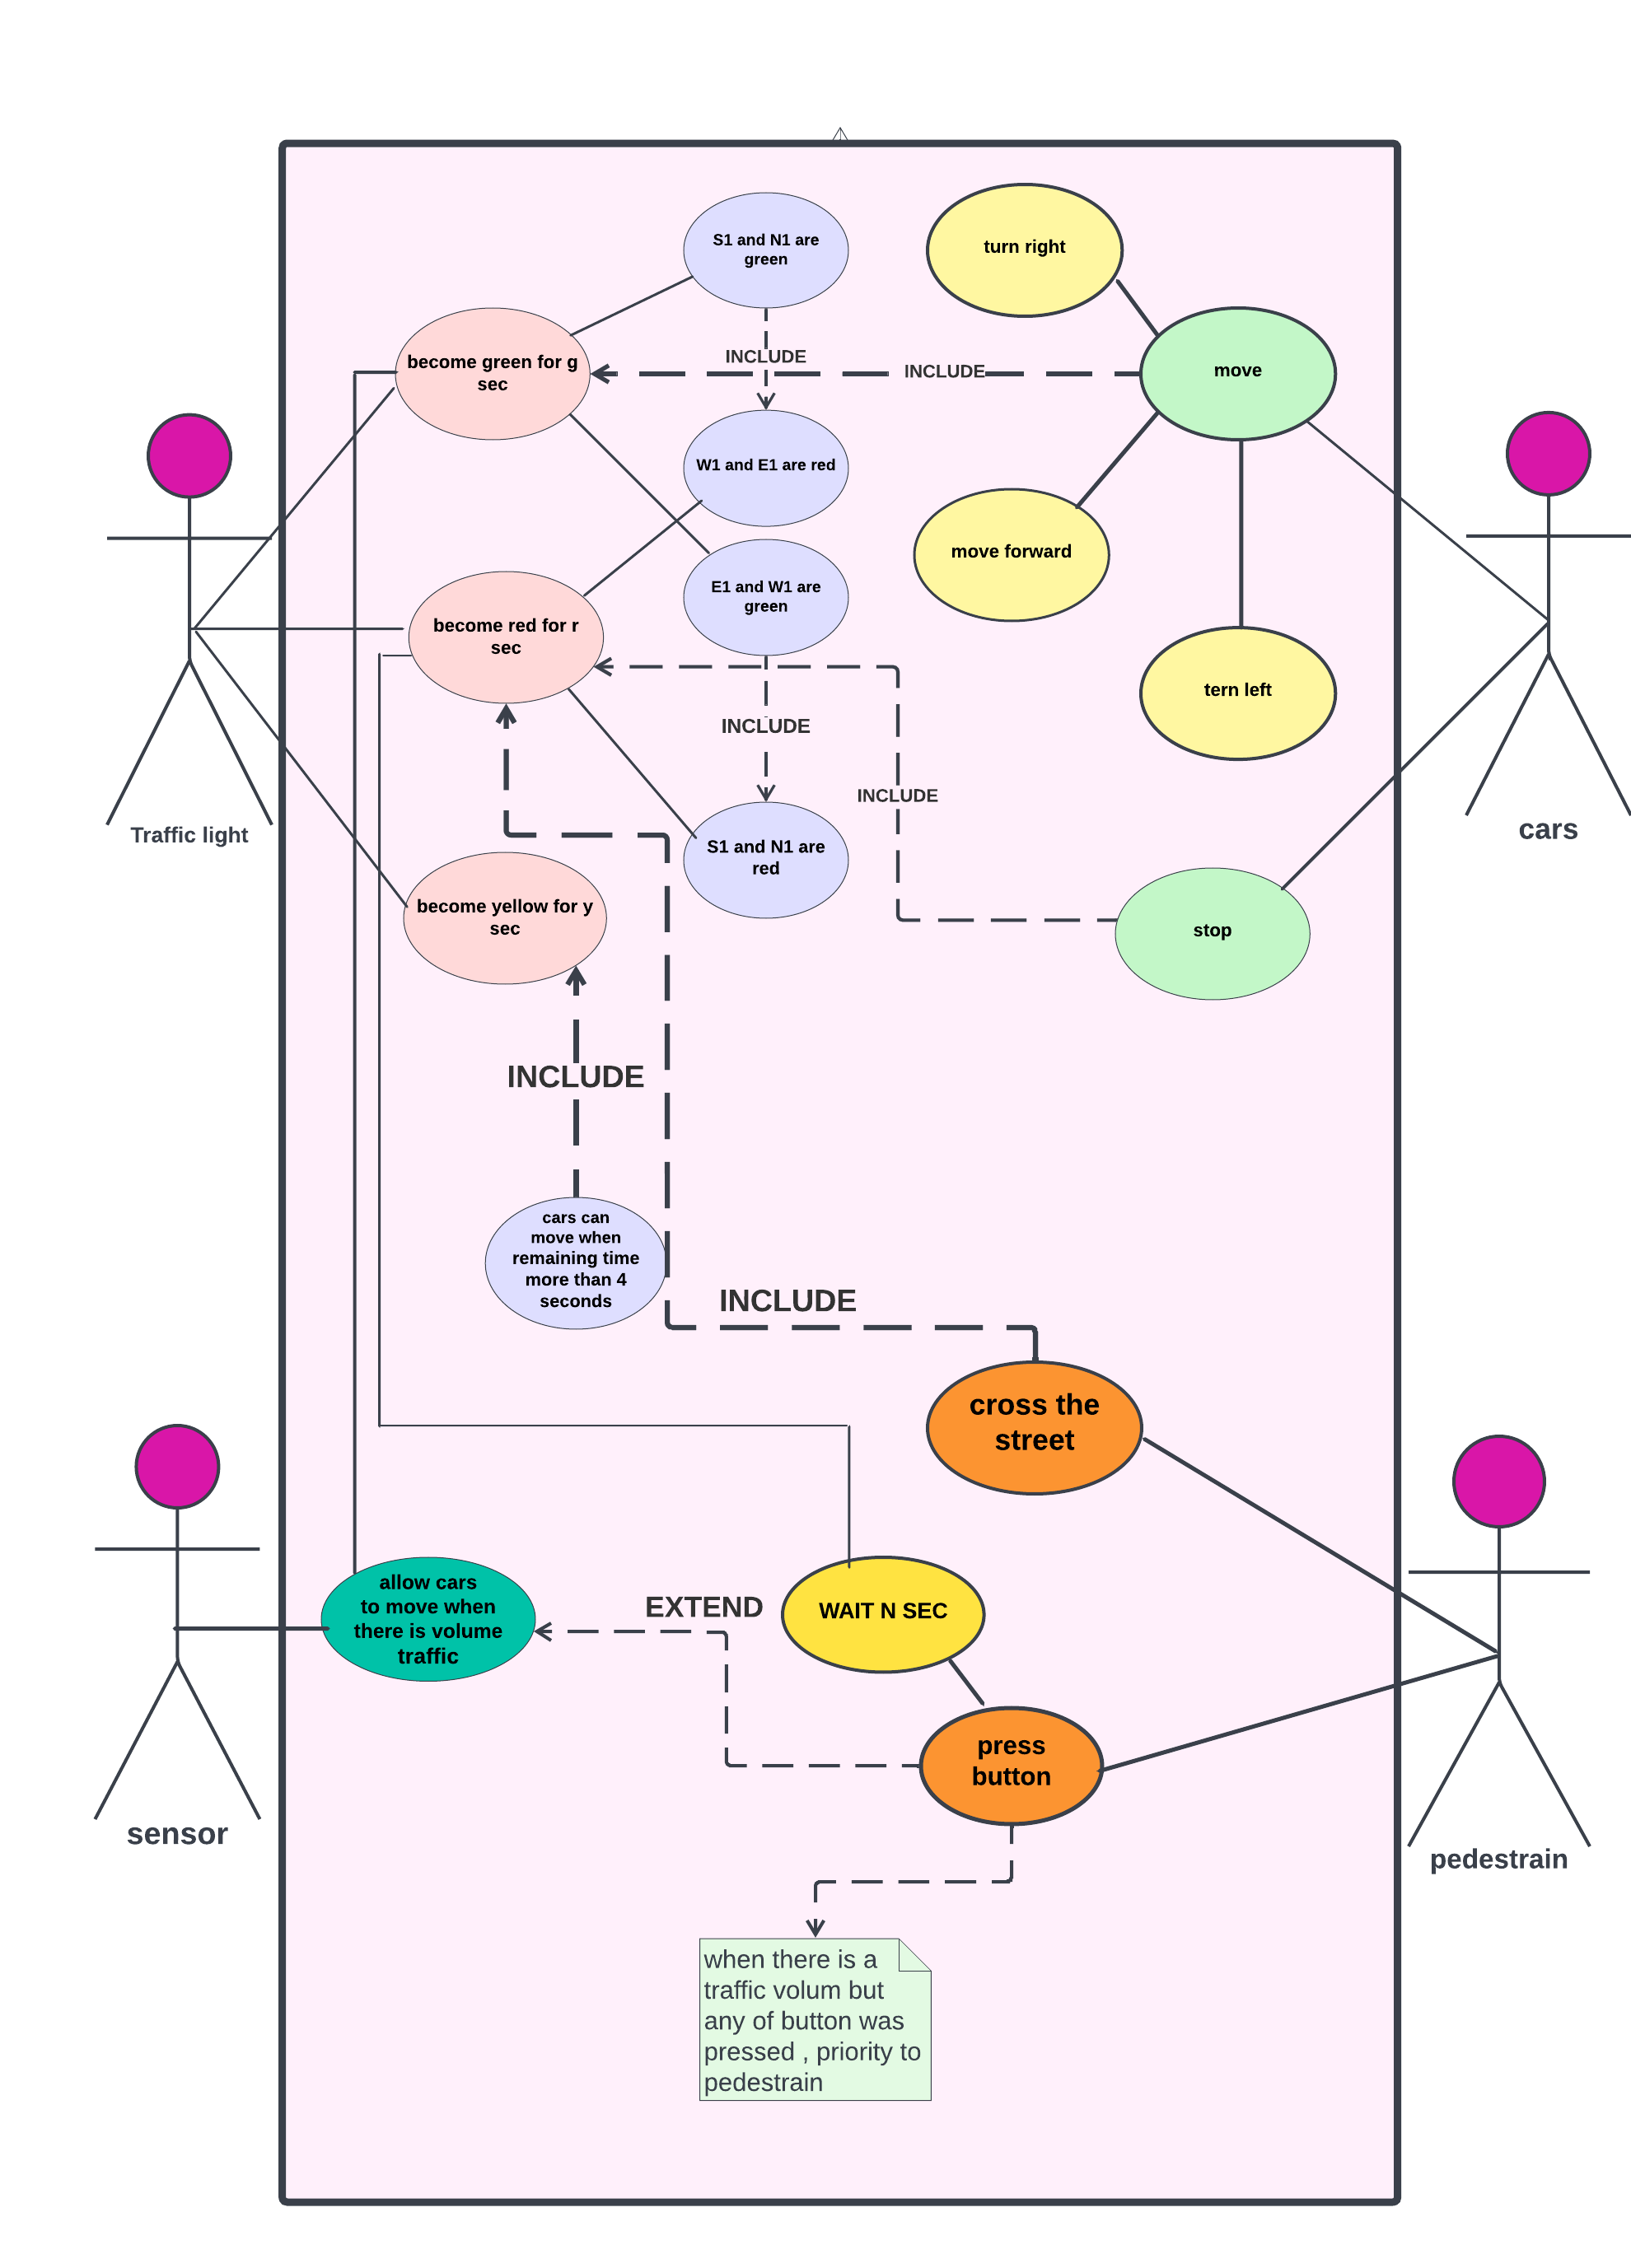 S1 and N1 are
green
turn right
become green for g
sec
INCLUDE
INCLUDE
move
W1 and E1 are red
move forward
E1 and W1 are
green
become red for r
sec
tern left
INCLUDE
INCLUDE
Traffic light
cars
S1 and N1 are
red
become yellow for y
sec
stop
INCLUDE
cars can
move when
remaining time
more than 4
seconds
INCLUDE
cross the
street
allow cars
to move when
there is volume
traffic
EXTEND
WAIT N SEC
press
button
sensor
pedestrain
when there is a
traffic volum but
any of button was
pressed , priority to
pedestrain